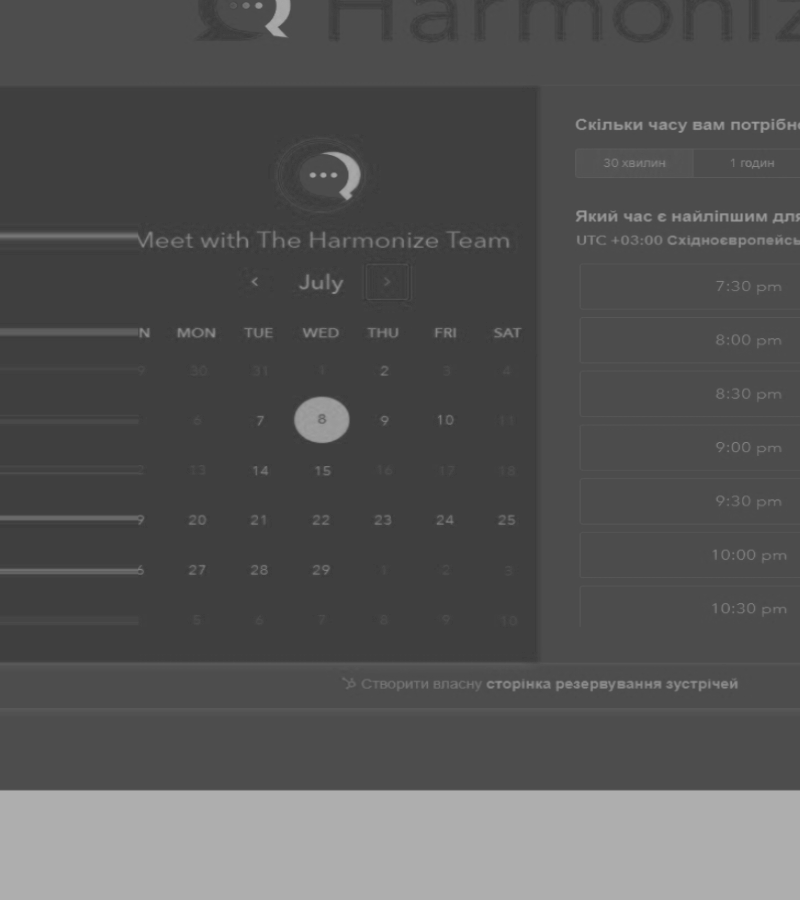 Harmoniz
Meet with The Harmonize Team
‹ July ›
N MON TUE WED THU FRI SAT
9 30 31 1 2 3 4
6 7 8 9 10 11
13 14 15 16 17 18
9 20 21 22 23 24 25
6 27 28 29 1 2 3
5 6 7 8 9 10
Скільки часу вам потрібн
30 хвилин 1 годин
Який час є найліпшим для
UTC +03:00 Східноєвропейсь
7:30 pm
8:00 pm
8:30 pm
9:00 pm
9:30 pm
10:00 pm
10:30 pm
Створити власну сторінка резервування зустрічей